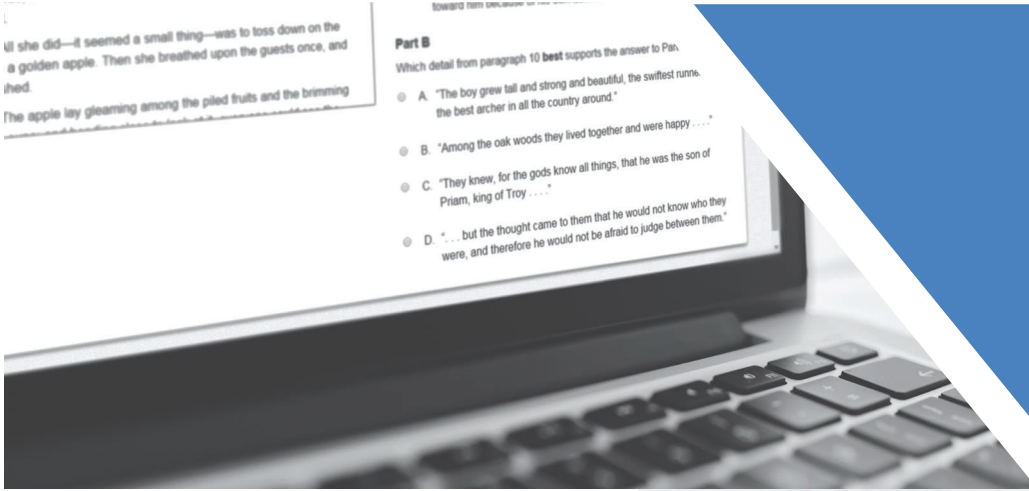 All she did—it seemed a small thing—was to toss down on the
a golden apple. Then she breathed upon the guests once, and
hed.
The apple lay gleaming among the piled fruits and the brimming
toward him because of his own
Part B
Which detail from paragraph 10 best supports the answer to Par
A. "The boy grew tall and strong and beautiful, the swiftest runne
the best archer in all the country around."
B. "Among the oak woods they lived together and were happy . . . ."
C. "They knew, for the gods know all things, that he was the son of
Priam, king of Troy . . . ."
D. ". . . but the thought came to them that he would not know who they
were, and therefore he would not be afraid to judge between them."